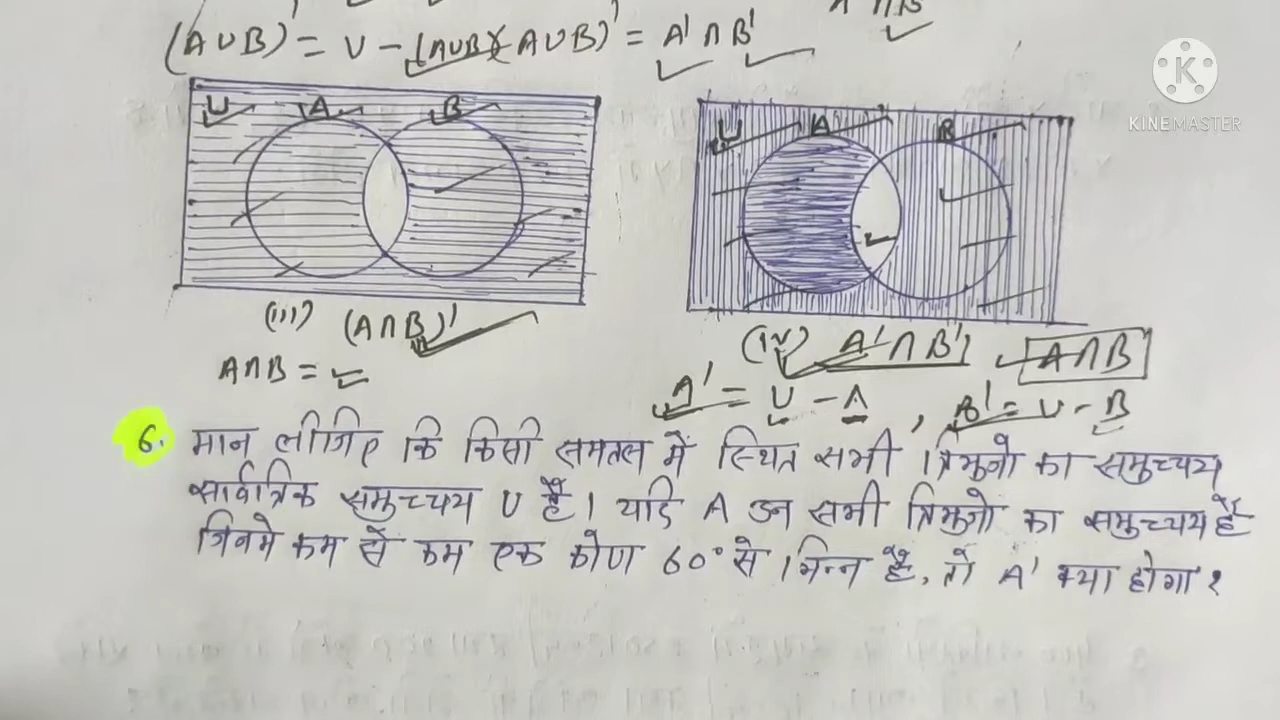 A' ∩ B'
(A∪B)' = U - (A∪B) (A∪B)' = A' ∩ B'
K
KINEMASTER
U A B
U A B
(iii) (A∩B)'
(iv) A' ∩ B' A∩B
A∩B =
A' = U - A , B' = U - B
6. मान लीजिए कि किसी समतल में स्थित सभी त्रिभुजो का समुच्चय
सार्वत्रिक समुच्चय U है। यदि A उन सभी त्रिभुजो का समुच्चय है
जिनमे कम से कम एक कोण 60° से भिन्न है, तो A' क्या होगा?